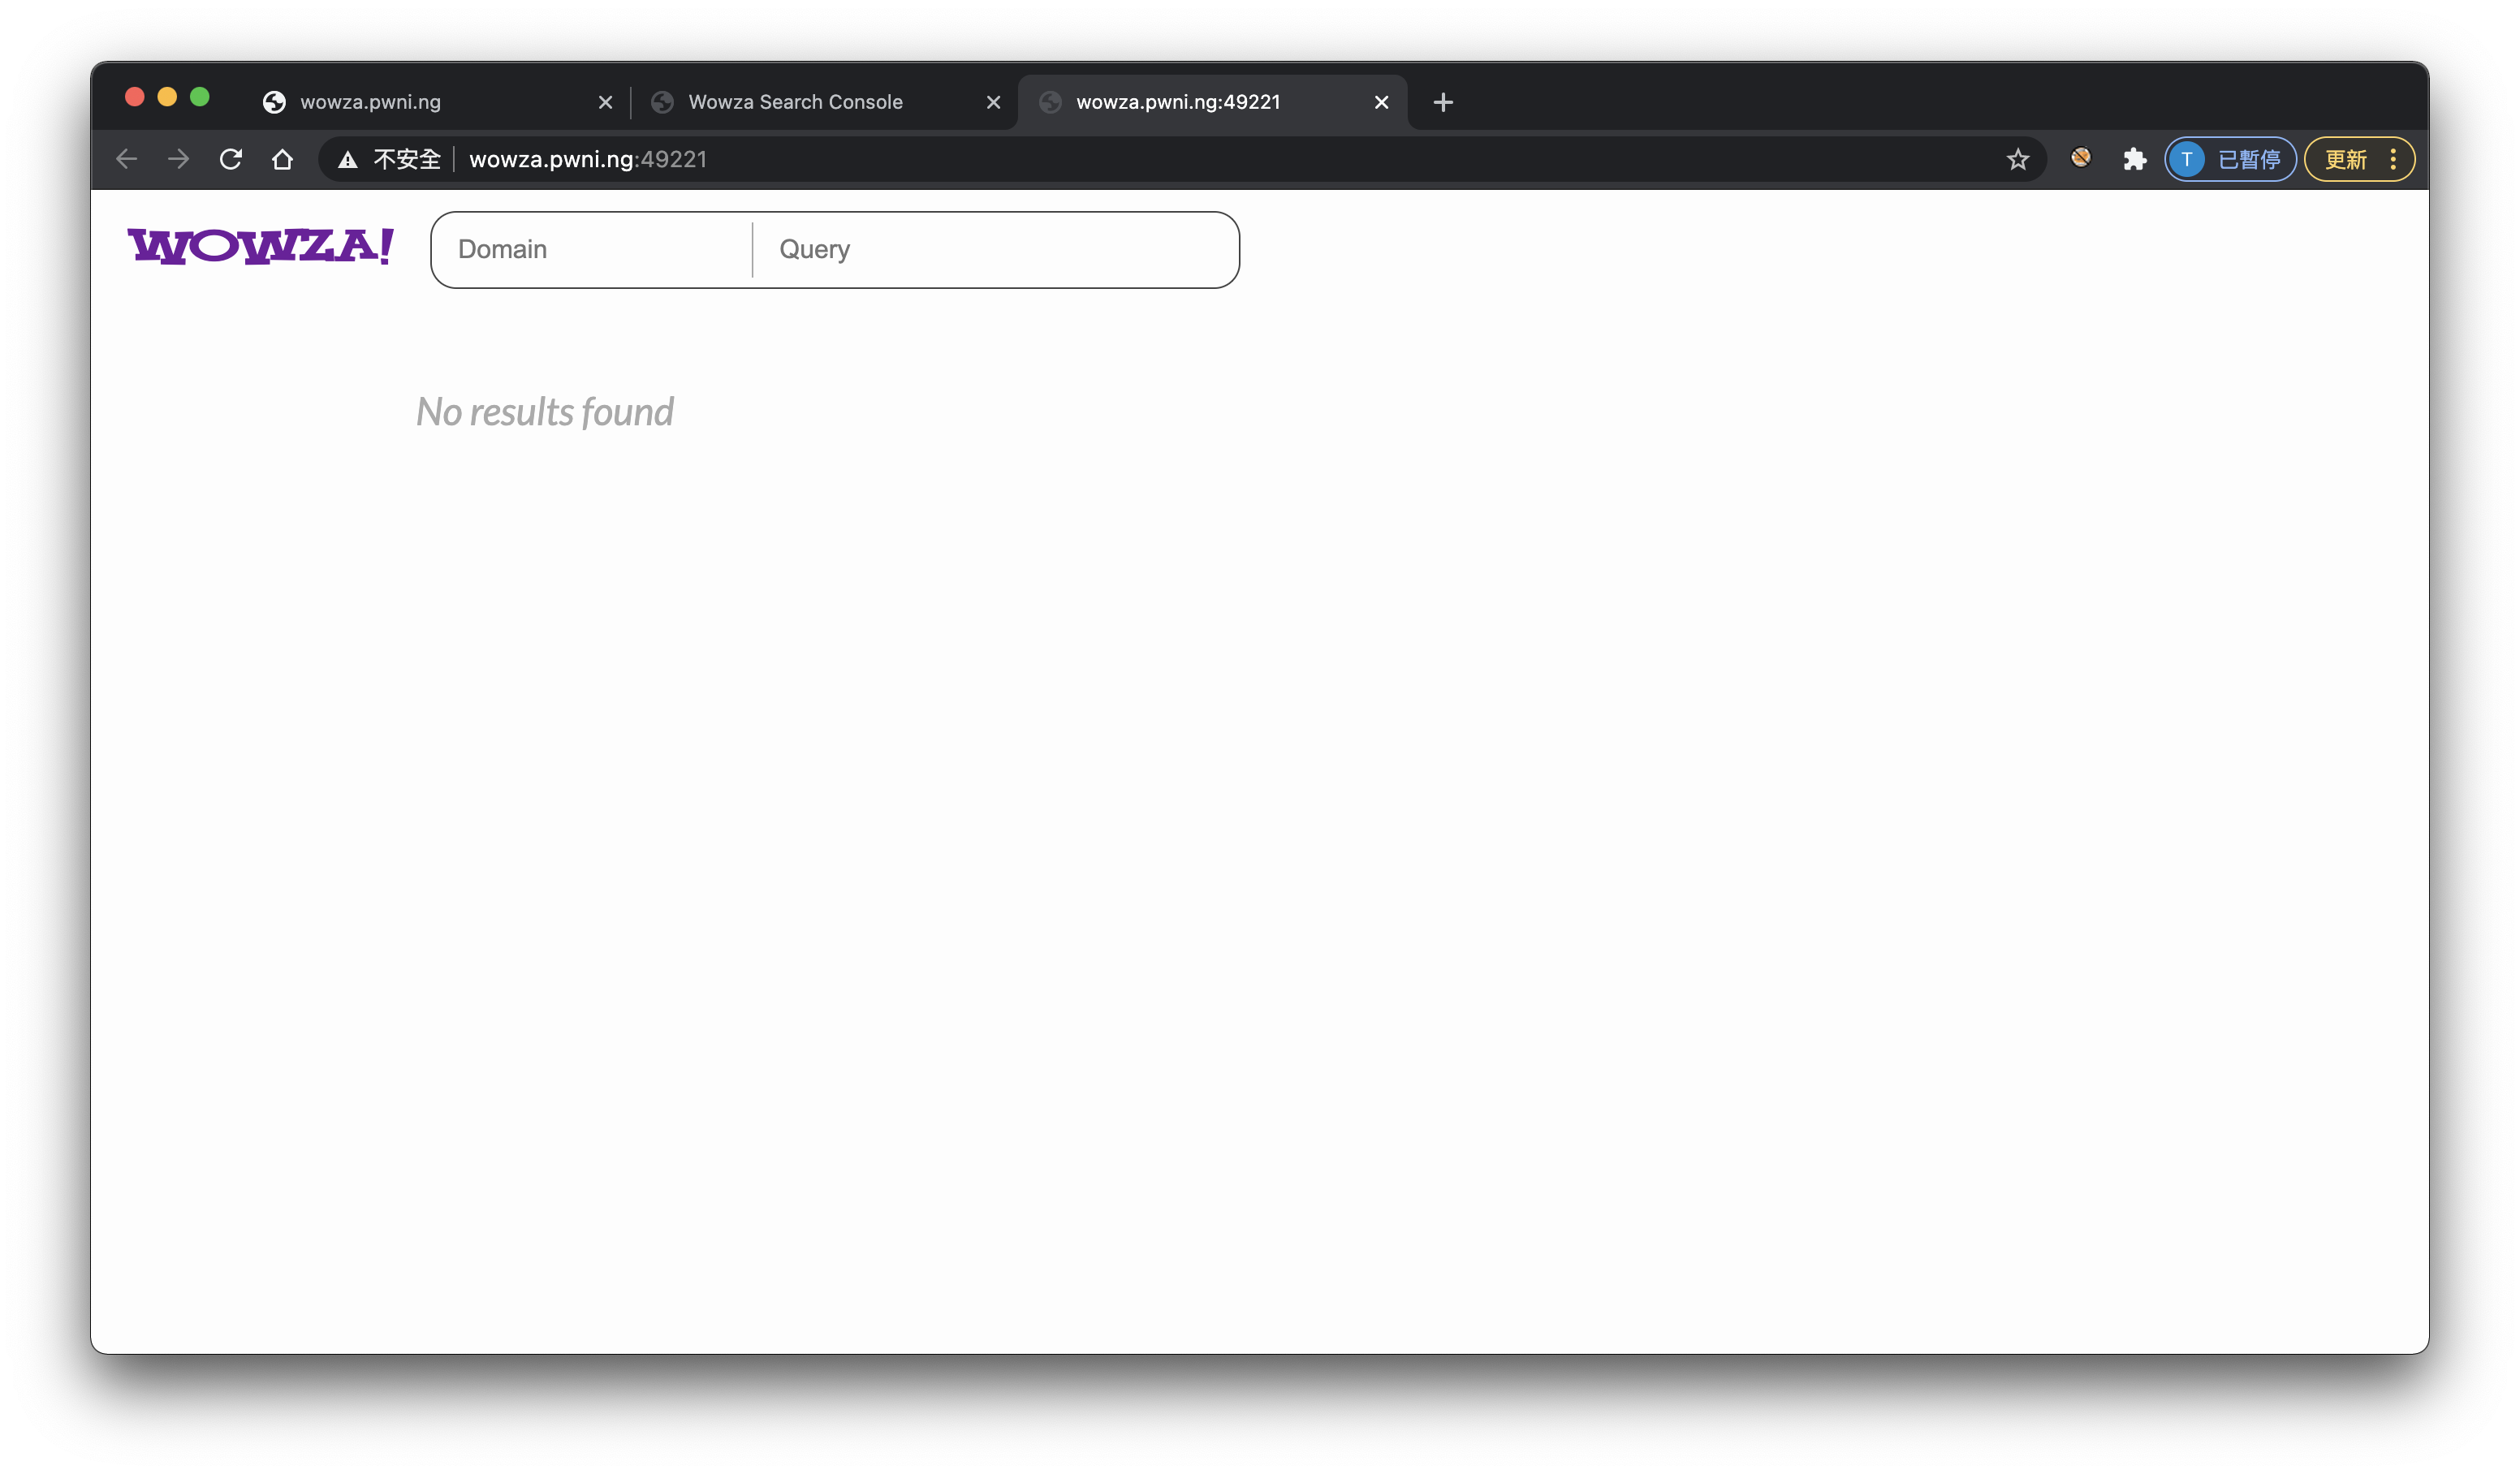 wowza.pwni.ng
Wowza Search Console
wowza.pwni.ng:49221
不安全
wowza.pwni.ng:49221
T
已暫停
更新
WOWZA!
Domain
Query
No results found